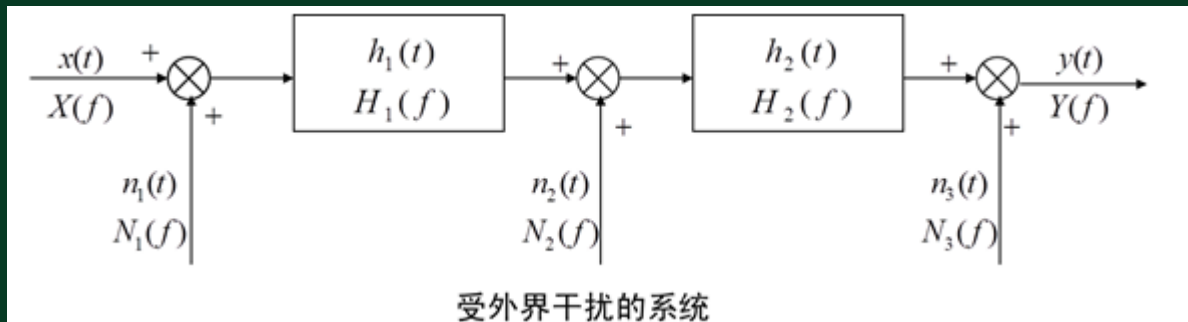 x(t) + h₁(t) + h₂(t) + y(t)
X(f) + H₁(f) + H₂(f) + Y(f)
n₁(t) n₂(t) n₃(t)
N₁(f) N₂(f) N₃(f)
受外界干扰的系统